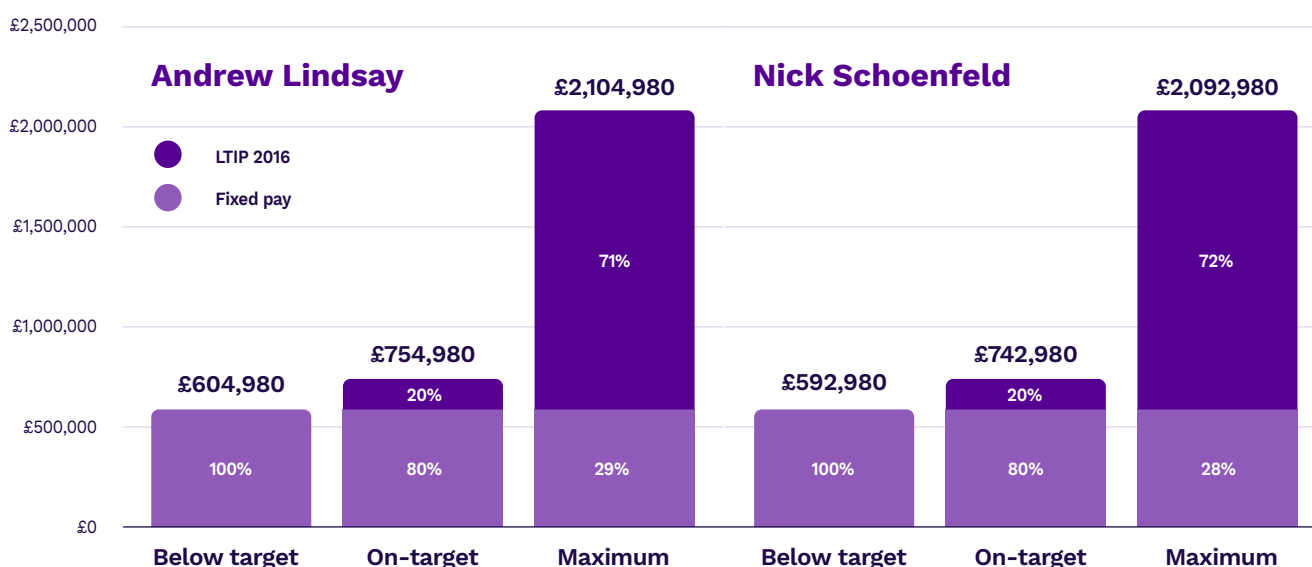 £2,500,000
Andrew Lindsay
Nick Schoenfeld
£2,104,980
£2,092,980
£2,000,000
LTIP 2016
Fixed pay
£1,500,000
71%
72%
£1,000,000
£754,980
£742,980
£604,980
£592,980
20%
20%
£500,000
100%
80%
29%
100%
80%
28%
£0
Below target
On-target
Maximum
Below target
On-target
Maximum